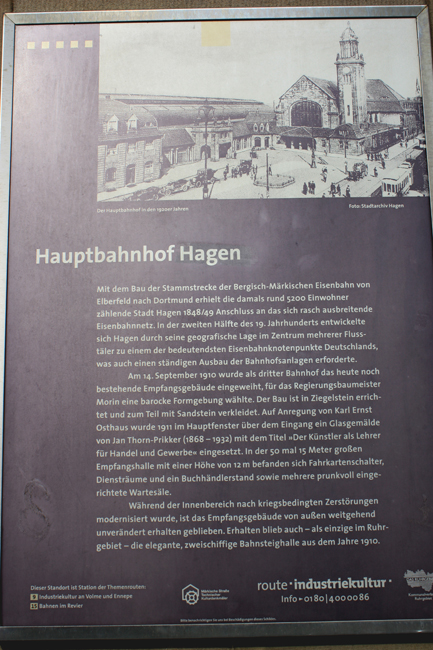 Der Hauptbahnhof in den 1920er Jahren
Foto: Stadtarchiv Hagen
Hauptbahnhof Hagen
Mit dem Bau der Stammstrecke der Bergisch-Märkischen Eisenbahn von
Elberfeld nach Dortmund erhielt die damals rund 5200 Einwohner
zählende Stadt Hagen 1848/49 Anschluss an das sich rasch ausbreitende
Eisenbahnnetz. In der zweiten Hälfte des 19. Jahrhunderts entwickelte
sich Hagen durch seine geografische Lage im Zentrum mehrerer Fluss-
täler zu einem der bedeutendsten Eisenbahnknotenpunkte Deutschlands,
was auch einen ständigen Ausbau der Bahnhofsanlagen erforderte.
Am 14. September 1910 wurde als dritter Bahnhof das heute noch
bestehende Empfangsgebäude eingeweiht, für das Regierungsbaumeister
Morin eine barocke Formgebung wählte. Der Bau ist in Ziegelstein errich-
tet und zum Teil mit Sandstein verkleidet. Auf Anregung von Karl Ernst
Osthaus wurde 1911 im Hauptfenster über dem Eingang ein Glasgemälde
von Jan Thorn-Prikker (1868 – 1932) mit dem Titel »Der Künstler als Lehrer
für Handel und Gewerbe« eingesetzt. In der 50 mal 15 Meter großen
Empfangshalle mit einer Höhe von 12 m befanden sich Fahrkartenschalter,
Diensträume und ein Buchhändlerstand sowie mehrere prunkvoll einge-
richtete Wartesäle.
Während der Innenbereich nach kriegsbedingten Zerstörungen
modernisiert wurde, ist das Empfangsgebäude von außen weitgehend
unverändert erhalten geblieben. Erhalten blieb auch – als einzige im Ruhr-
gebiet – die elegante, zweischiffige Bahnsteighalle aus dem Jahre 1910.
Dieser Standort ist Station der Themenrouten:
9 Industriekultur an Volme und Ennepe
15 Bahnen im Revier
Märkische Straße
Technischer
Kulturdenkmäler
route·industriekultur·
Info – 0180|4000086
Kommunalverband
Ruhrgebiet